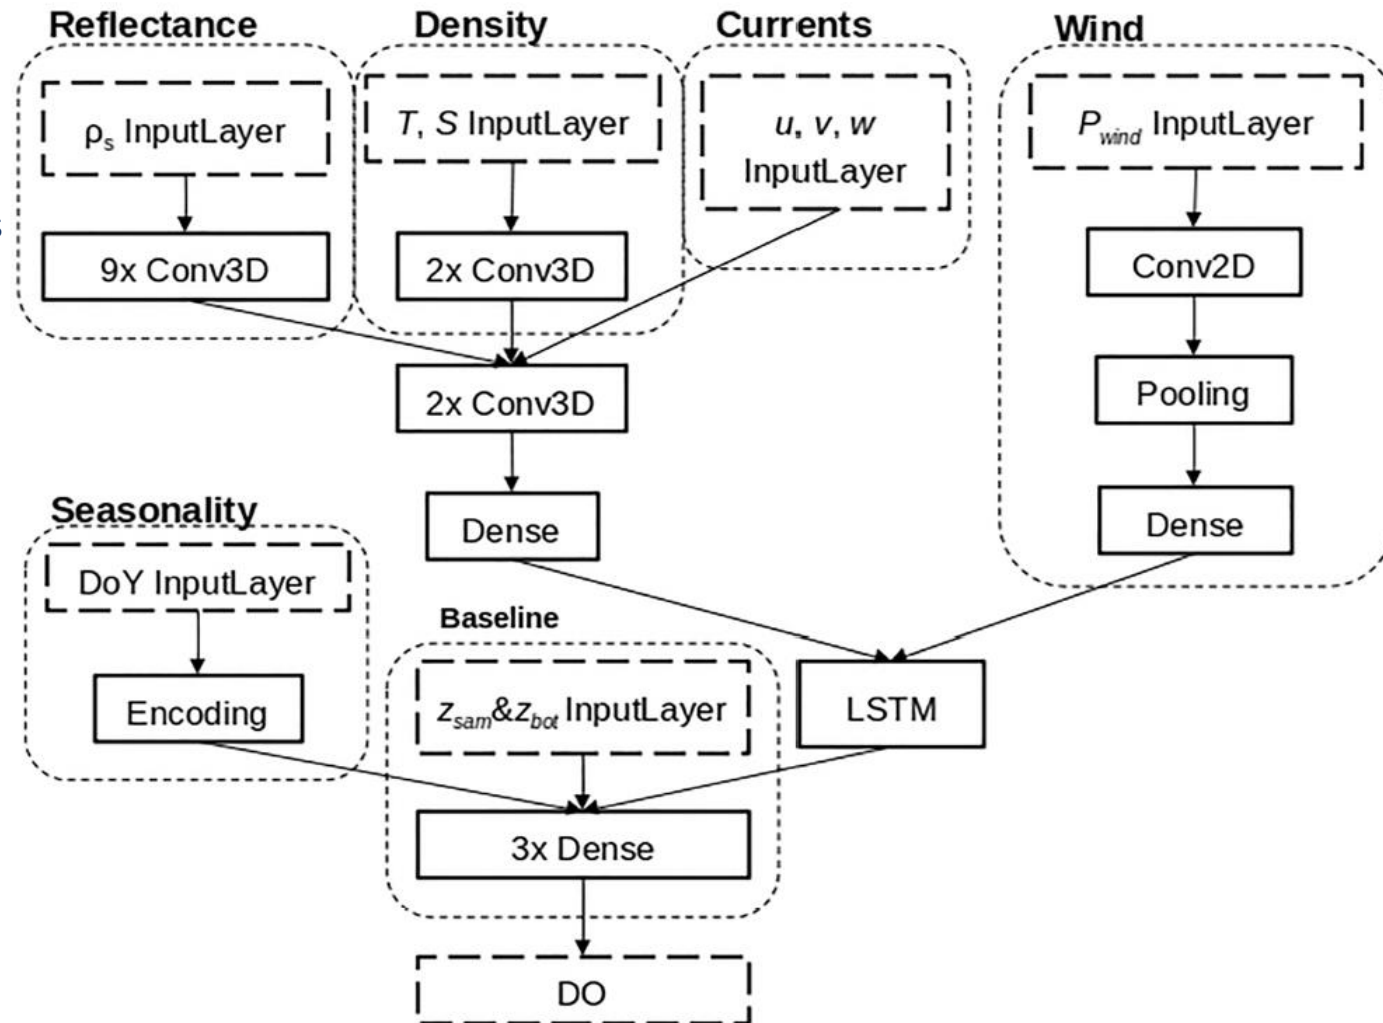 Reflectance
ρs InputLayer
9x Conv3D
Density
T, S InputLayer
2x Conv3D
Currents
u, v, w
InputLayer
Wind
Pwind InputLayer
Conv2D
Pooling
Dense
2x Conv3D
Dense
Seasonality
DoY InputLayer
Encoding
Baseline
zsam&zbot InputLayer
LSTM
3x Dense
DO